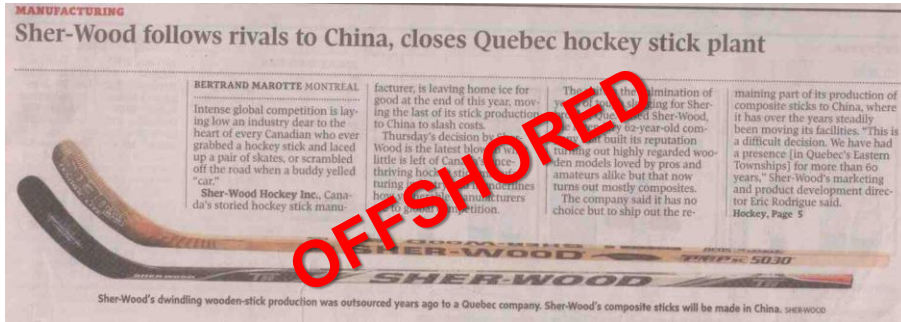 MANUFACTURING
Sher-Wood follows rivals to China, closes Quebec hockey stick plant
BERTRAND MAROTTE MONTREAL
Intense global competition is lay-
ing low an industry dear to the
heart of every Canadian who ever
grabbed a hockey stick and laced
up a pair of skates, or scrambled
off the road when a buddy yelled
"car."
Sher-Wood Hockey Inc., Cana-
da's storied hockey stick manu-
facturer, is leaving home ice for
good at the end of this year, mov-
ing the last of its stick production
to China to slash costs.
Thursday's decision by
Wood is the latest blow
little is left of
thriving hockey
turing
how
to global competition.
The the elimination of
of tough for Sher-
Sher-Wood,
62-year-old com-
built its reputation
turning out highly regarded woo-
den models loved by pros and
amateurs alike but that now
turns out mostly composites.
The company said it has no
choice but to ship out the re-
maining part of its production of
composite sticks to China, where
it has over the years steadily
been moving its facilities. "This is
a difficult decision. We have had
a presence [in Quebec's Eastern
Townships] for more than 60
years," Sher-Wood's marketing
and product development direc-
tor Eric Rodrigue said.
Hockey, Page 5
OFFSHORED
SHER-WOOD
5030
SHER-WOOD
SHER-WOOD
Sher-Wood's dwindling wooden-stick production was outsourced years ago to a Quebec company. Sher-Wood's composite sticks will be made in China. SHER-WOOD